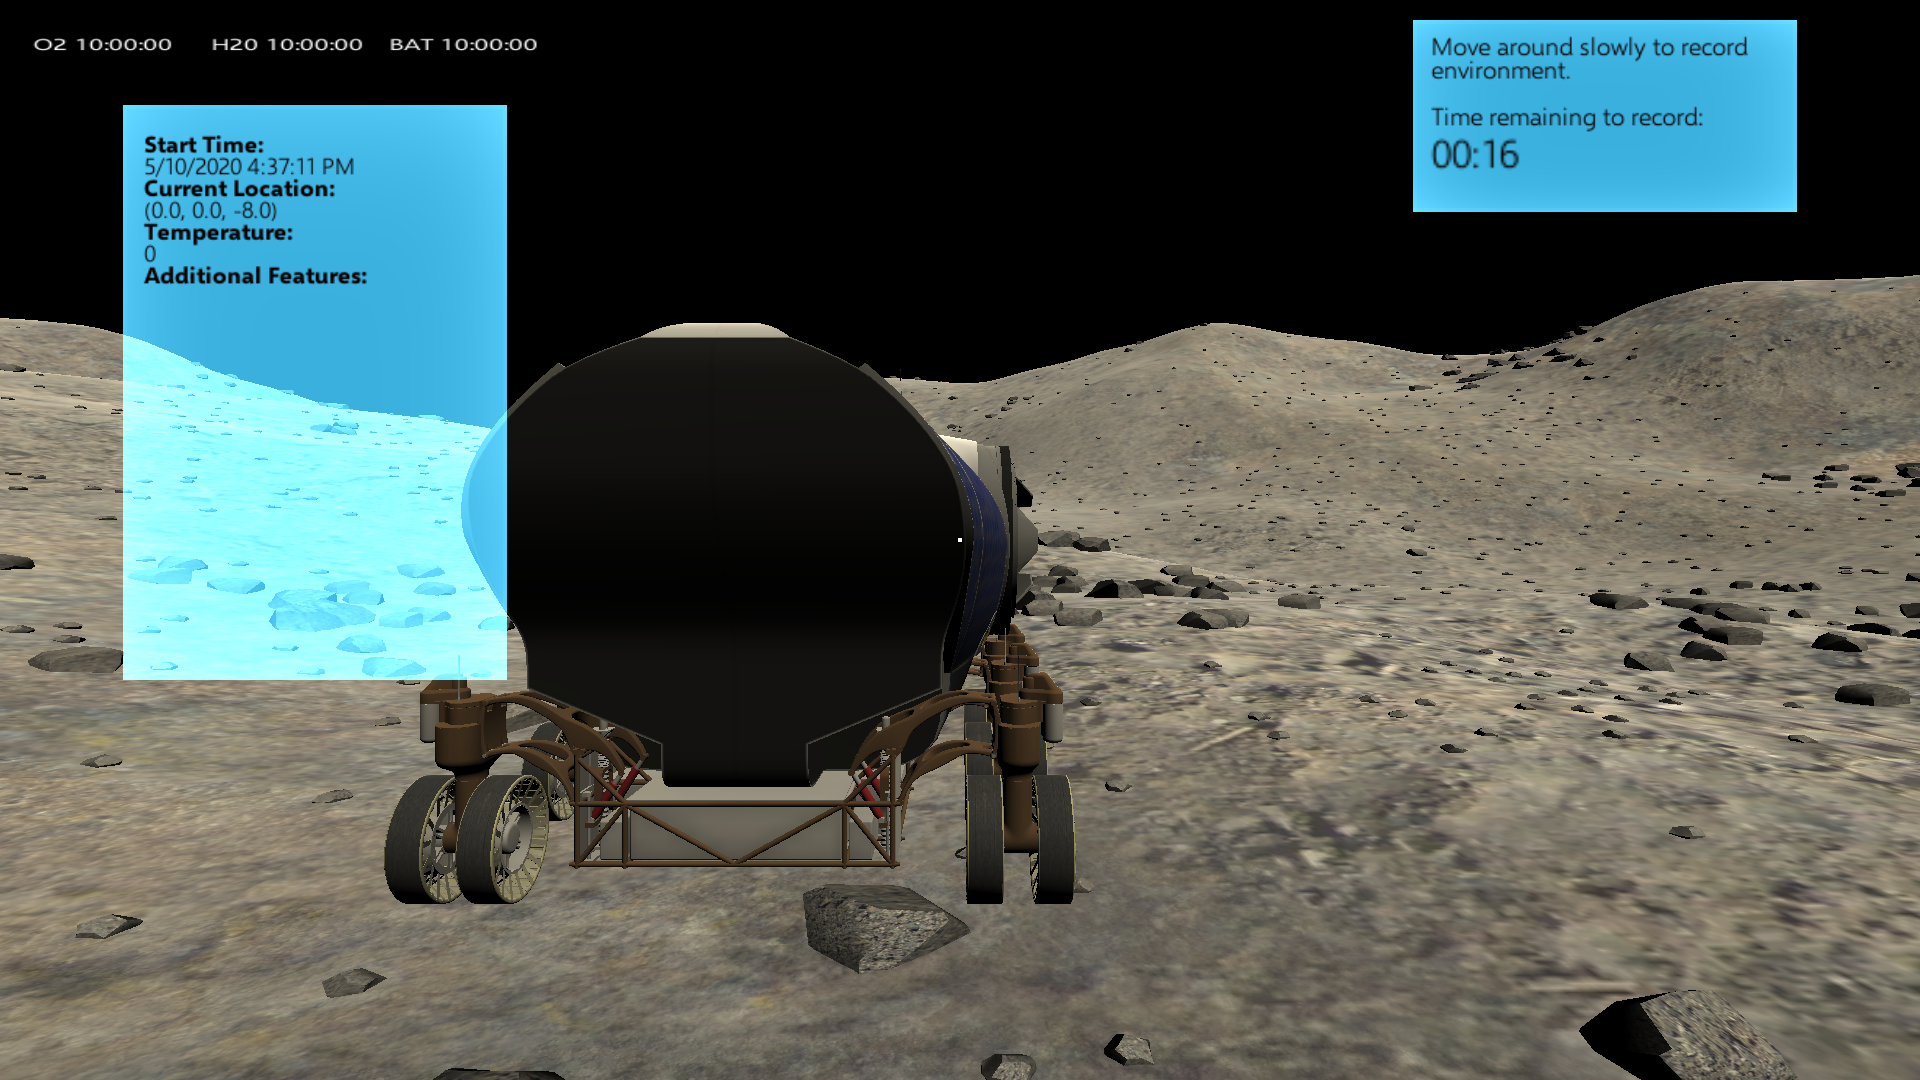 O2 10:00:00 H20 10:00:00 BAT 10:00:00
Move around slowly to record
environment.
Time remaining to record:
00:16
Start Time:
5/10/2020 4:37:11 PM
Current Location:
(0.0, 0.0, -8.0)
Temperature:
0
Additional Features: